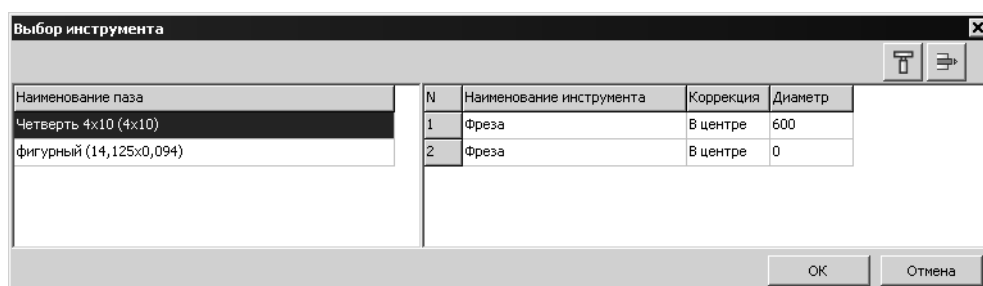 Выбор инструмента
Наименование паза
Четверть 4x10 (4x10)
фигурный (14,125x0,094)
N Наименование инструмента Коррекция Диаметр
1 Фреза В центре 600
2 Фреза В центре 0
ОК Отмена